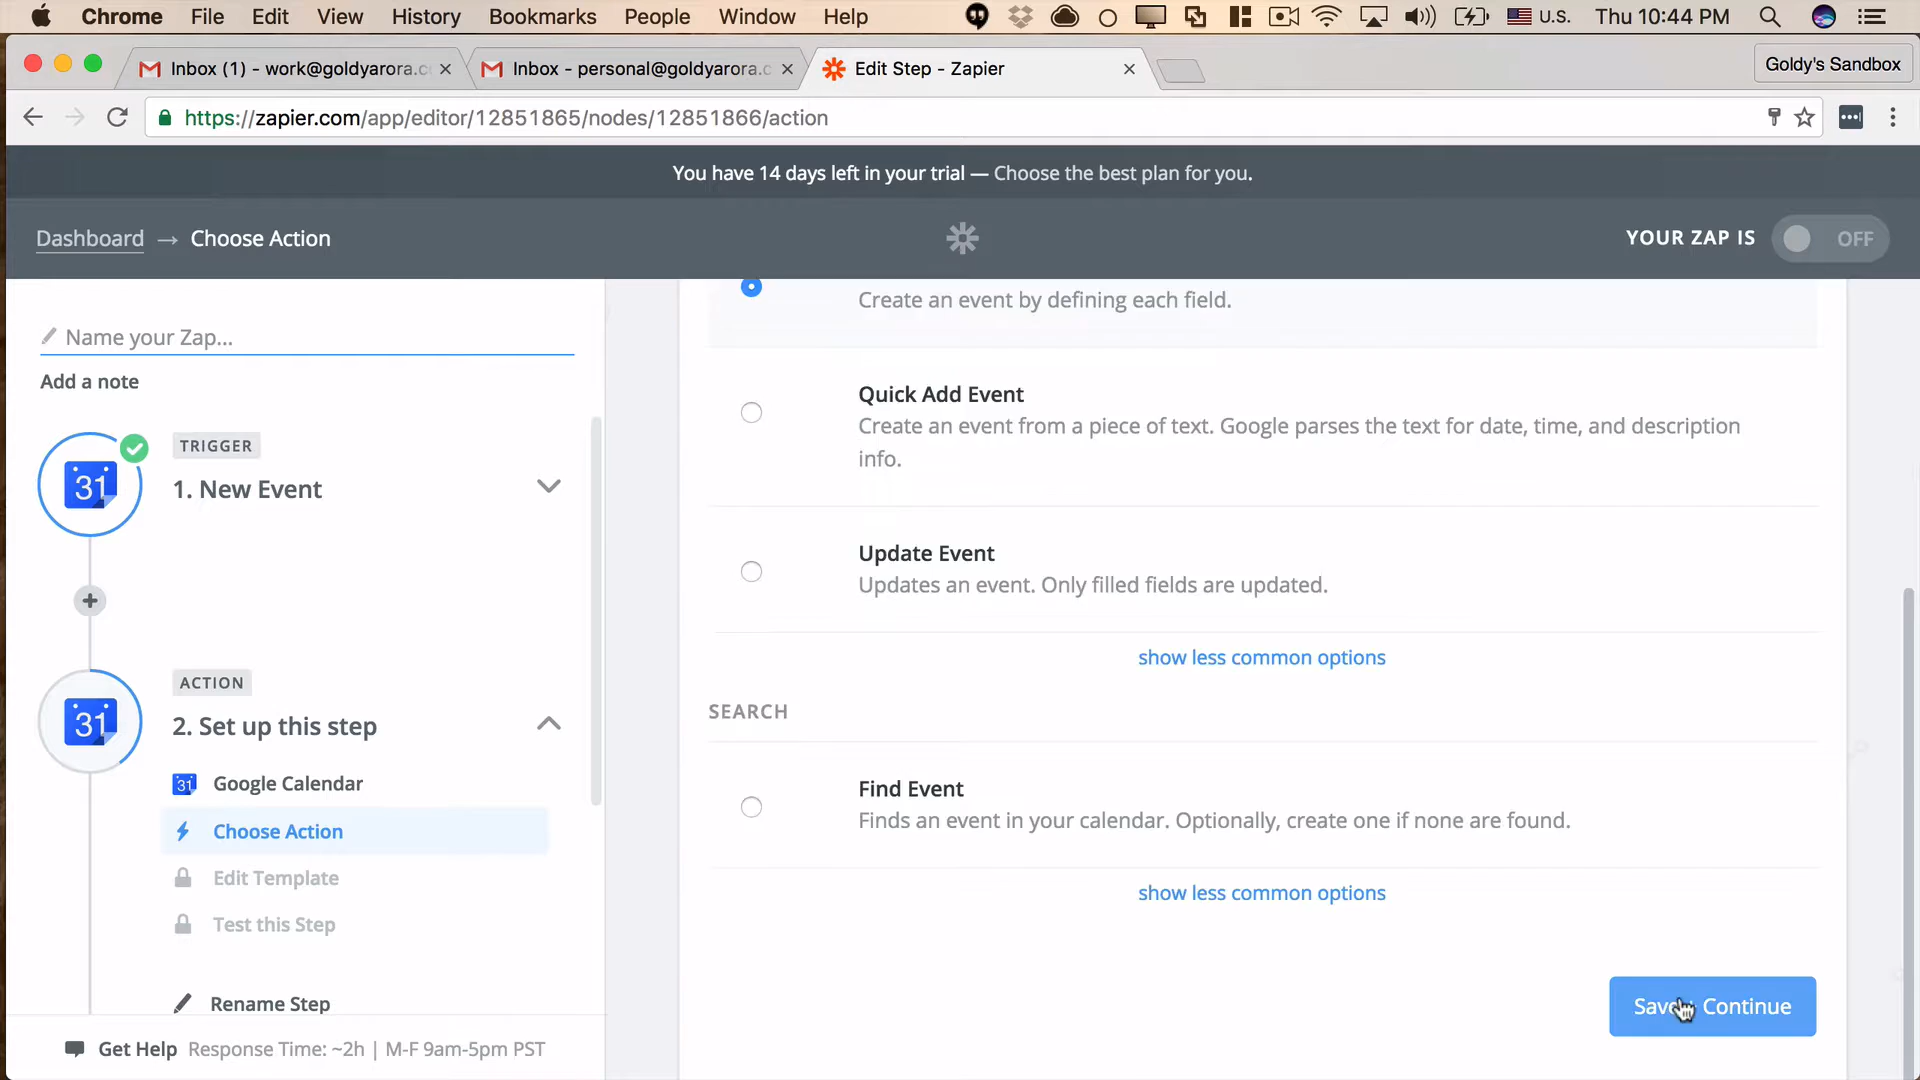 Chrome File Edit View History Bookmarks People Window Help U.S. Thu 10:44 PM
Inbox (1) - work@goldyarora.c
Inbox - personal@goldyarora.c
Edit Step - Zapier
Goldy's Sandbox
https://zapier.com/app/editor/12851865/nodes/12851866/action
You have 14 days left in your trial — Choose the best plan for you.
Dashboard → Choose Action
YOUR ZAP IS OFF
Name your Zap...
Add a note
31
TRIGGER
1. New Event
31
ACTION
2. Set up this step
31 Google Calendar
Choose Action
Edit Template
Test this Step
Rename Step
Get Help Response Time: ~2h | M-F 9am-5pm PST
Create an event by defining each field.
Quick Add Event
Create an event from a piece of text. Google parses the text for date, time, and description
info.
Update Event
Updates an event. Only filled fields are updated.
show less common options
SEARCH
Find Event
Finds an event in your calendar. Optionally, create one if none are found.
show less common options
Save Continue